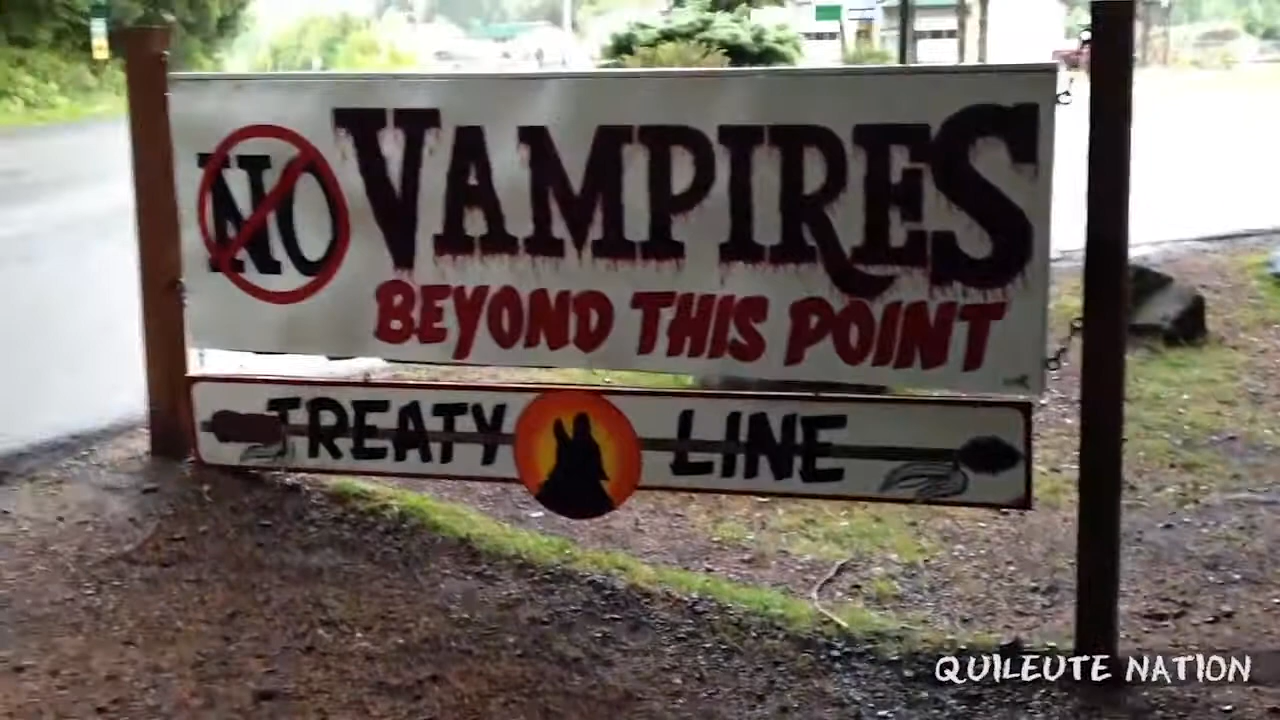 NO VAMPIRES
BEYOND THIS POINT
TREATY LINE
QUILEUTE NATION